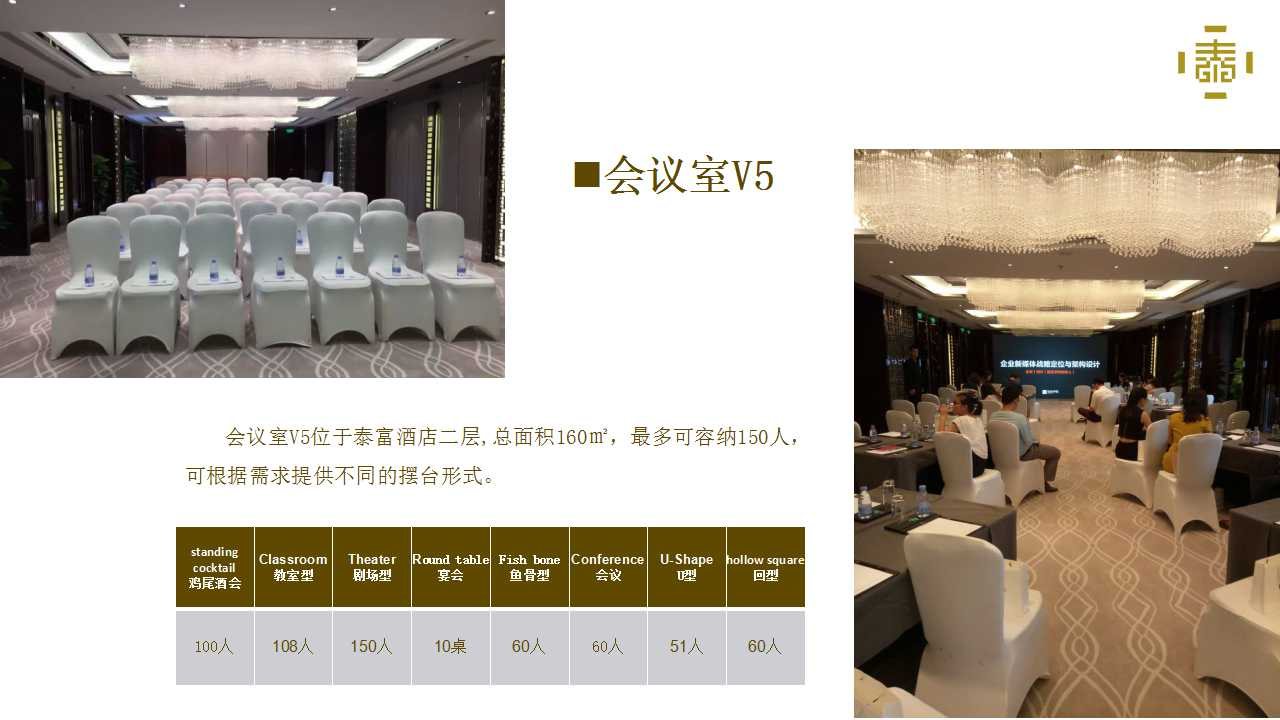 ■会议室V5
企业新媒体战略定位与架构设计
会议室V5位于泰富酒店二层,总面积160㎡，最多可容纳150人，
可根据需求提供不同的摆台形式。
standing cocktail 鸡尾酒会
Classroom 教室型
Theater 剧场型
Round table 宴会
Fish bone 鱼骨型
Conference 会议
U-Shape U型
hollow square 回型
100人 108人 150人 10桌 60人 60人 51人 60人